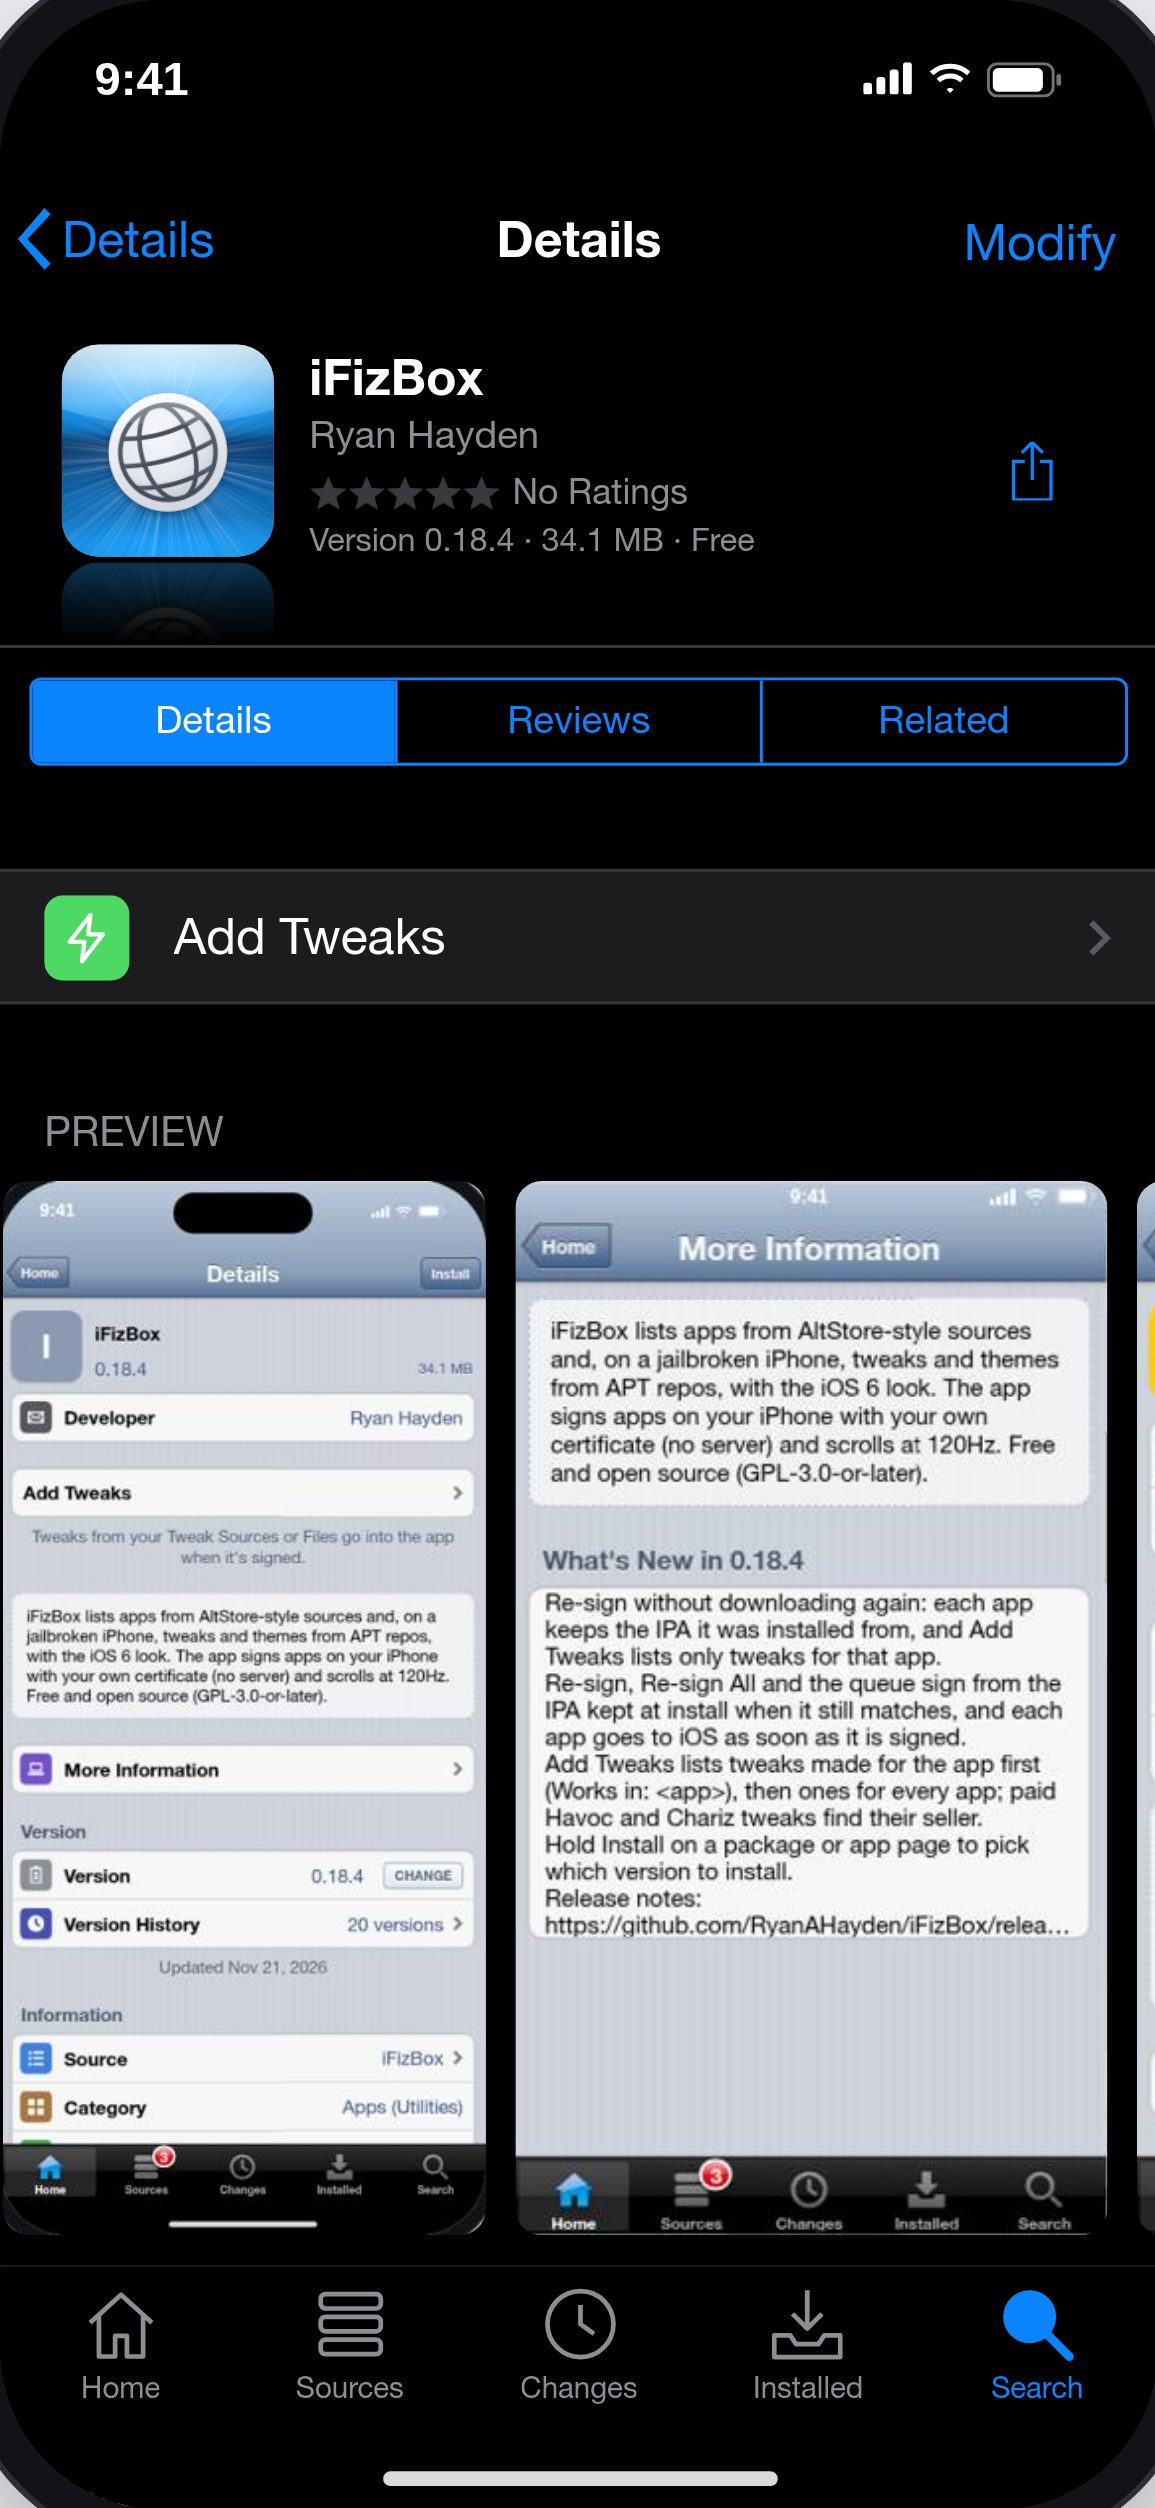 9:41
Details
Details
Modify
iFizBox
Ryan Hayden
No Ratings
Version 0.18.4 · 34.1 MB · Free
Details
Reviews
Related
Add Tweaks
PREVIEW
9:41
Home
Details
Install
I
iFizBox
0.18.4
34.1 MB
Developer
Ryan Hayden
Add Tweaks
Tweaks from your Tweak Sources or Files go into the app
when it's signed.
iFizBox lists apps from AltStore-style sources and, on a
jailbroken iPhone, tweaks and themes from APT repos,
with the iOS 6 look. The app signs apps on your iPhone
with your own certificate (no server) and scrolls at 120Hz.
Free and open source (GPL-3.0-or-later).
More Information
Version
Version
0.18.4
CHANGE
Version History
20 versions
Updated Nov 21, 2026
Information
Source
iFizBox
Category
Apps (Utilities)
3
Home
Sources
Changes
Installed
Search
9:41
Home
More Information
iFizBox lists apps from AltStore-style sources
and, on a jailbroken iPhone, tweaks and themes
from APT repos, with the iOS 6 look. The app
signs apps on your iPhone with your own
certificate (no server) and scrolls at 120Hz. Free
and open source (GPL-3.0-or-later).
What's New in 0.18.4
Re-sign without downloading again: each app
keeps the IPA it was installed from, and Add
Tweaks lists only tweaks for that app.
Re-sign, Re-sign All and the queue sign from the
IPA kept at install when it still matches, and each
app goes to iOS as soon as it is signed.
Add Tweaks lists tweaks made for the app first
(Works in: <app>), then ones for every app; paid
Havoc and Chariz tweaks find their seller.
Hold Install on a package or app page to pick
which version to install.
Release notes:
https://github.com/RyanAHayden/iFizBox/relea...
3
Home
Sources
Changes
Installed
Search
Home
Sources
Changes
Installed
Search